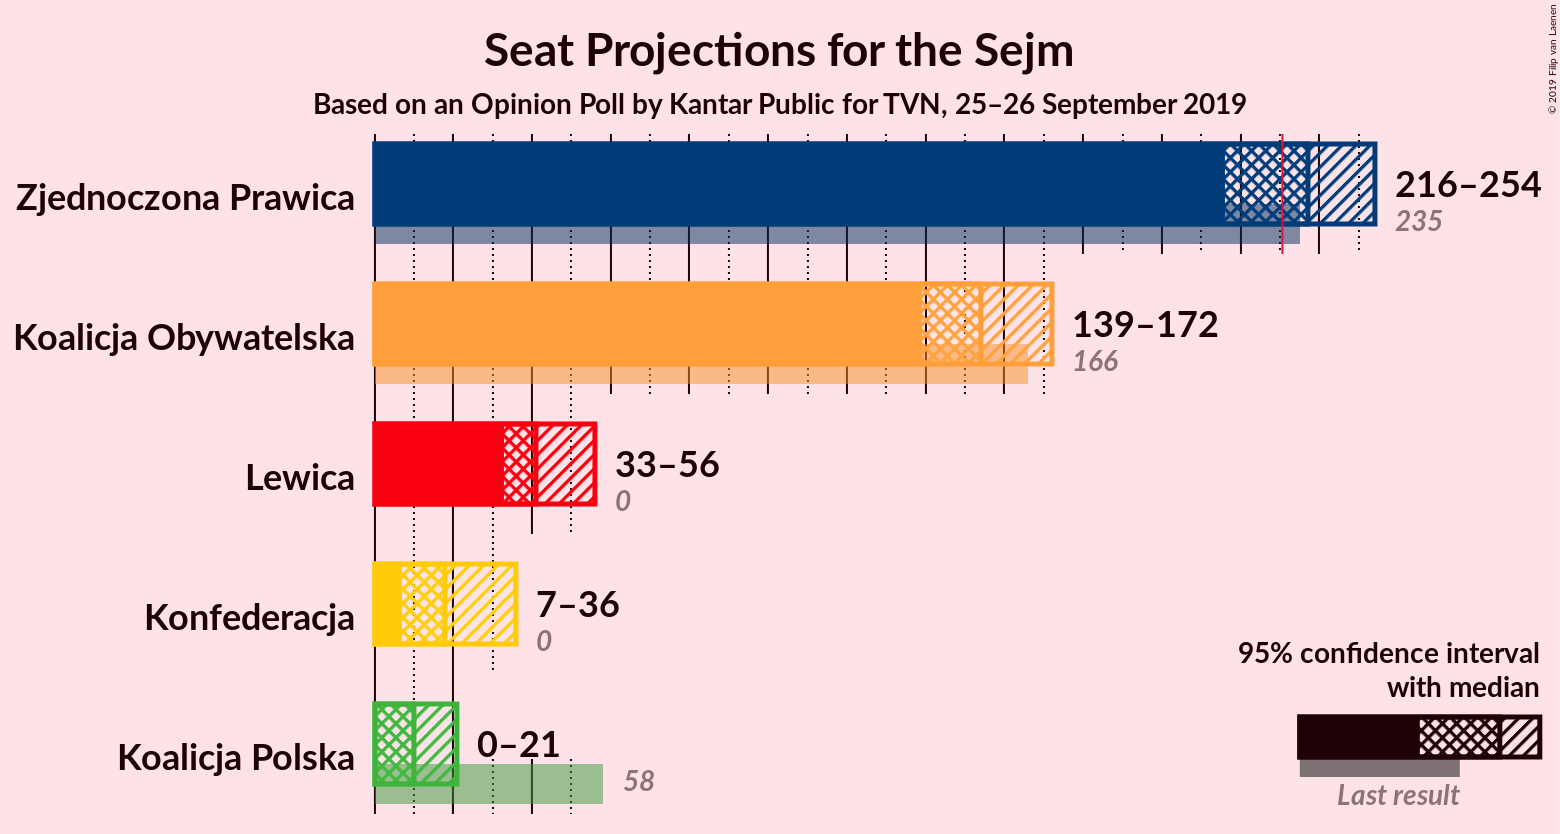 Seat Projections for the Sejm
Based on an Opinion Poll by Kantar Public for TVN, 25–26 September 2019
© 2019 Filip van Laenen
Zjednoczona Prawica
216–254
235
Koalicja Obywatelska
139–172
166
Lewica
33–56
0
Konfederacja
7–36
0
Koalicja Polska
0–21
58
95% confidence interval
with median
Last result